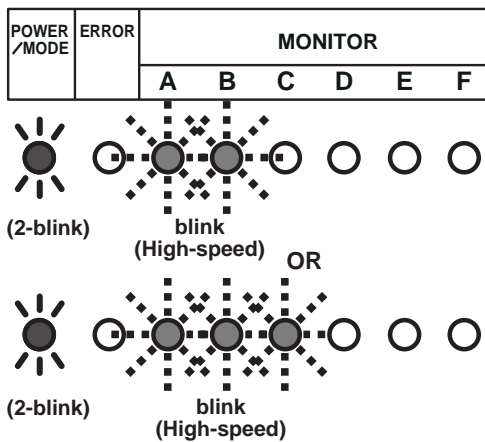 POWER
/MODE
ERROR
MONITOR
A B C D E F
(2-blink)
blink
(High-speed)
OR
(2-blink)
blink
(High-speed)